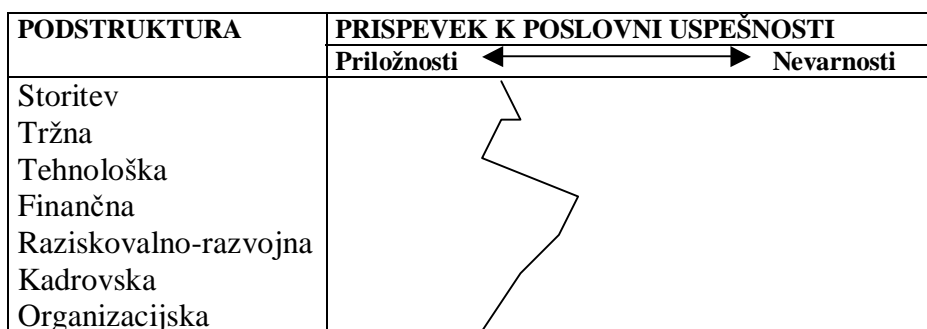 PODSTRUKTURA
PRISPEVEK K POSLOVNI USPEŠNOSTI
Priložnosti Nevarnosti
Storitev
Tržna
Tehnološka
Finančna
Raziskovalno-razvojna
Kadrovska
Organizacijska